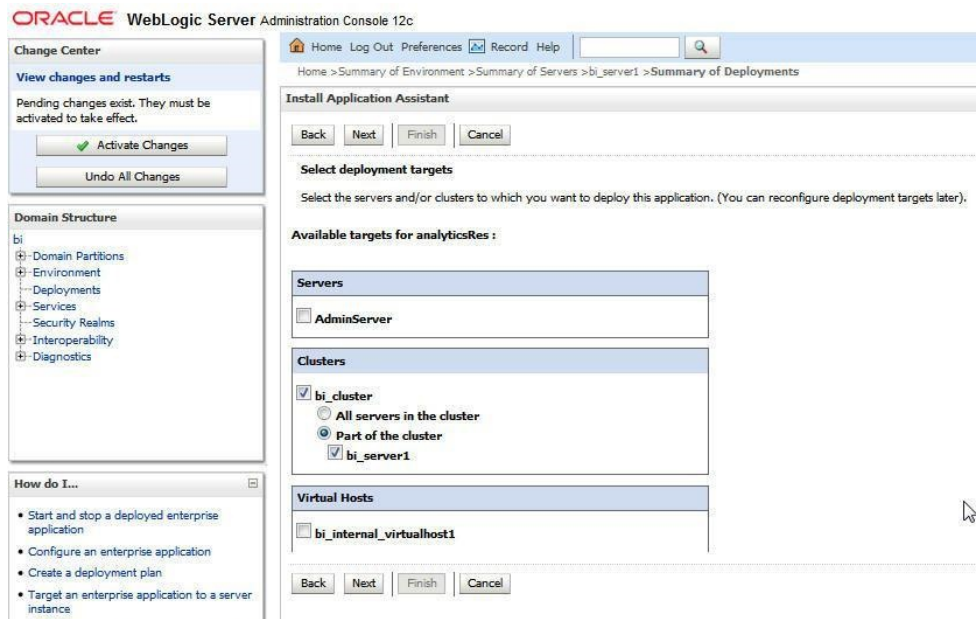 ORACLE WebLogic Server Administration Console 12c
Change Center
View changes and restarts
Pending changes exist. They must be
activated to take effect.
Activate Changes
Undo All Changes
Domain Structure
bi
Domain Partitions
Environment
Deployments
Services
Security Realms
Interoperability
Diagnostics
How do I...
Start and stop a deployed enterprise
application
Configure an enterprise application
Create a deployment plan
Target an enterprise application to a server
instance
Home Log Out Preferences Record Help
Home >Summary of Environment >Summary of Servers >bi_server1 >Summary of Deployments
Install Application Assistant
Back Next Finish Cancel
Select deployment targets
Select the servers and/or clusters to which you want to deploy this application. (You can reconfigure deployment targets later).
Available targets for analyticsRes :
Servers
AdminServer
Clusters
bi_cluster
All servers in the cluster
Part of the cluster
bi_server1
Virtual Hosts
bi_internal_virtualhost1
Back Next Finish Cancel